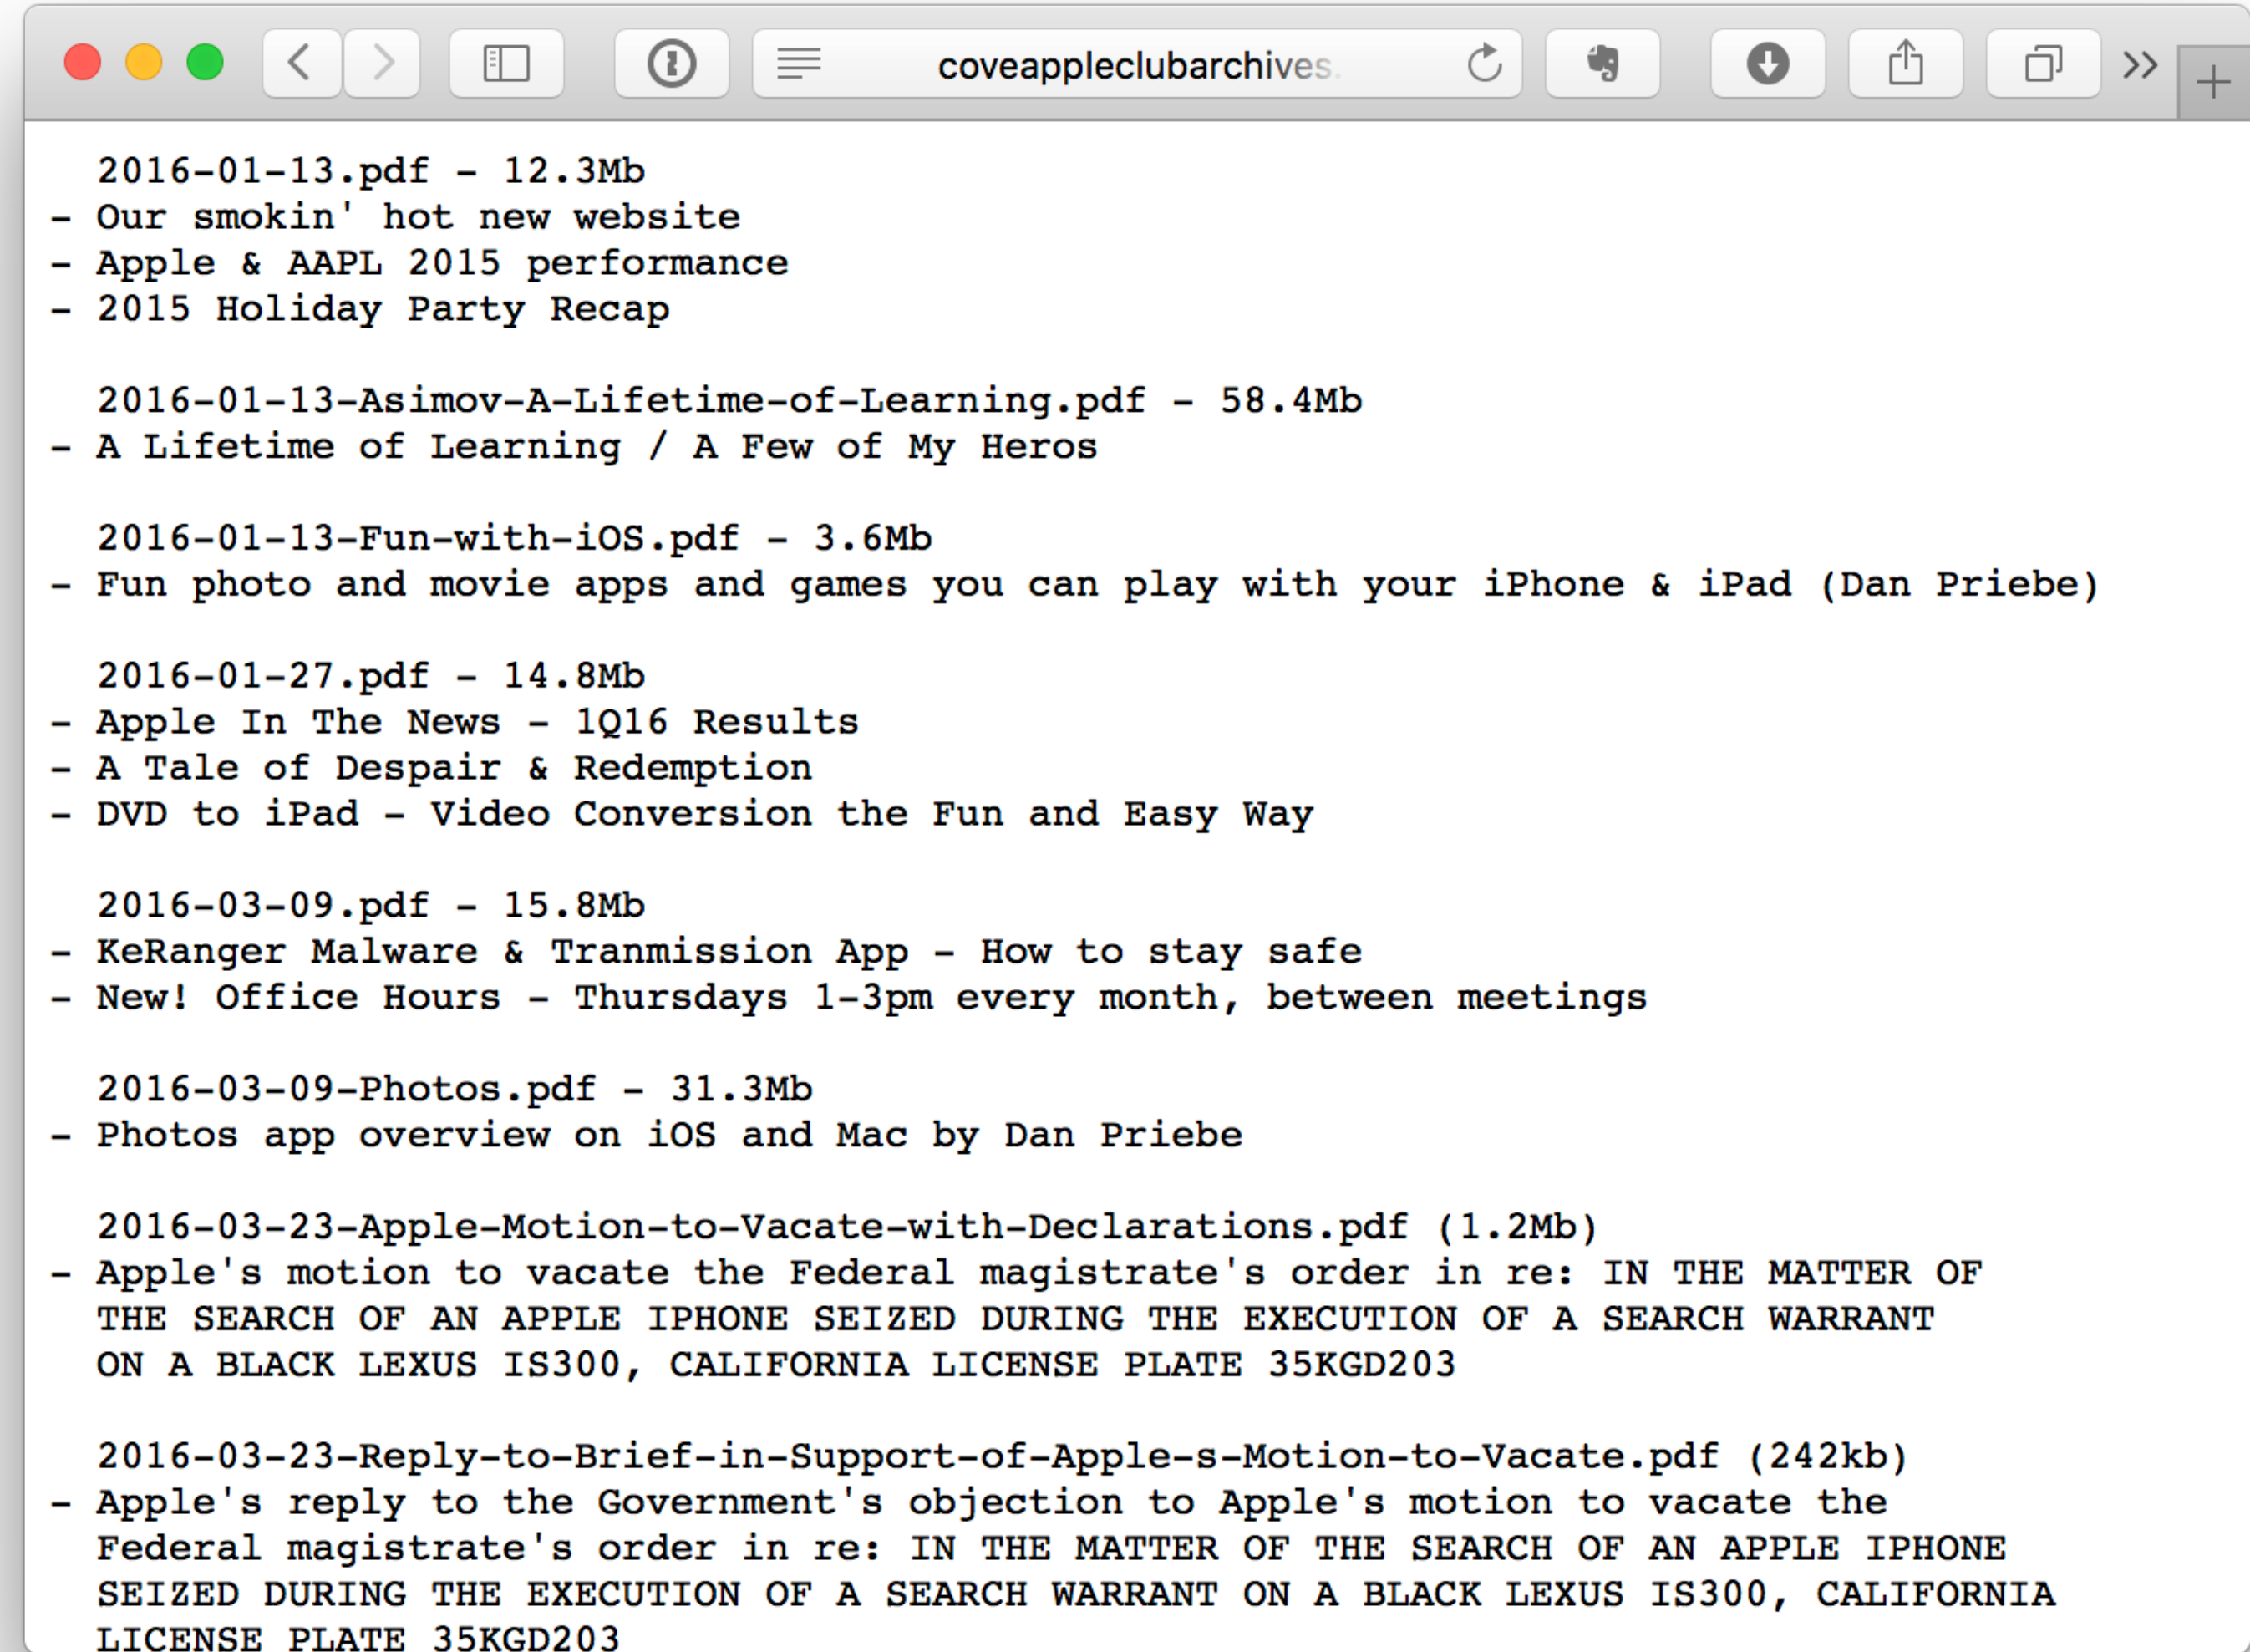 coveappleclubarchives.
2016-01-13.pdf - 12.3Mb
- Our smokin' hot new website
- Apple & AAPL 2015 performance
- 2015 Holiday Party Recap
2016-01-13-Asimov-A-Lifetime-of-Learning.pdf - 58.4Mb
- A Lifetime of Learning / A Few of My Heros
2016-01-13-Fun-with-iOS.pdf - 3.6Mb
- Fun photo and movie apps and games you can play with your iPhone & iPad (Dan Priebe)
2016-01-27.pdf - 14.8Mb
- Apple In The News - 1Q16 Results
- A Tale of Despair & Redemption
- DVD to iPad - Video Conversion the Fun and Easy Way
2016-03-09.pdf - 15.8Mb
- KeRanger Malware & Tranmission App - How to stay safe
- New! Office Hours - Thursdays 1-3pm every month, between meetings
2016-03-09-Photos.pdf - 31.3Mb
- Photos app overview on iOS and Mac by Dan Priebe
2016-03-23-Apple-Motion-to-Vacate-with-Declarations.pdf (1.2Mb)
- Apple's motion to vacate the Federal magistrate's order in re: IN THE MATTER OF
THE SEARCH OF AN APPLE IPHONE SEIZED DURING THE EXECUTION OF A SEARCH WARRANT
ON A BLACK LEXUS IS300, CALIFORNIA LICENSE PLATE 35KGD203
2016-03-23-Reply-to-Brief-in-Support-of-Apple-s-Motion-to-Vacate.pdf (242kb)
- Apple's reply to the Government's objection to Apple's motion to vacate the
Federal magistrate's order in re: IN THE MATTER OF THE SEARCH OF AN APPLE IPHONE
SEIZED DURING THE EXECUTION OF A SEARCH WARRANT ON A BLACK LEXUS IS300, CALIFORNIA
LICENSE PLATE 35KGD203